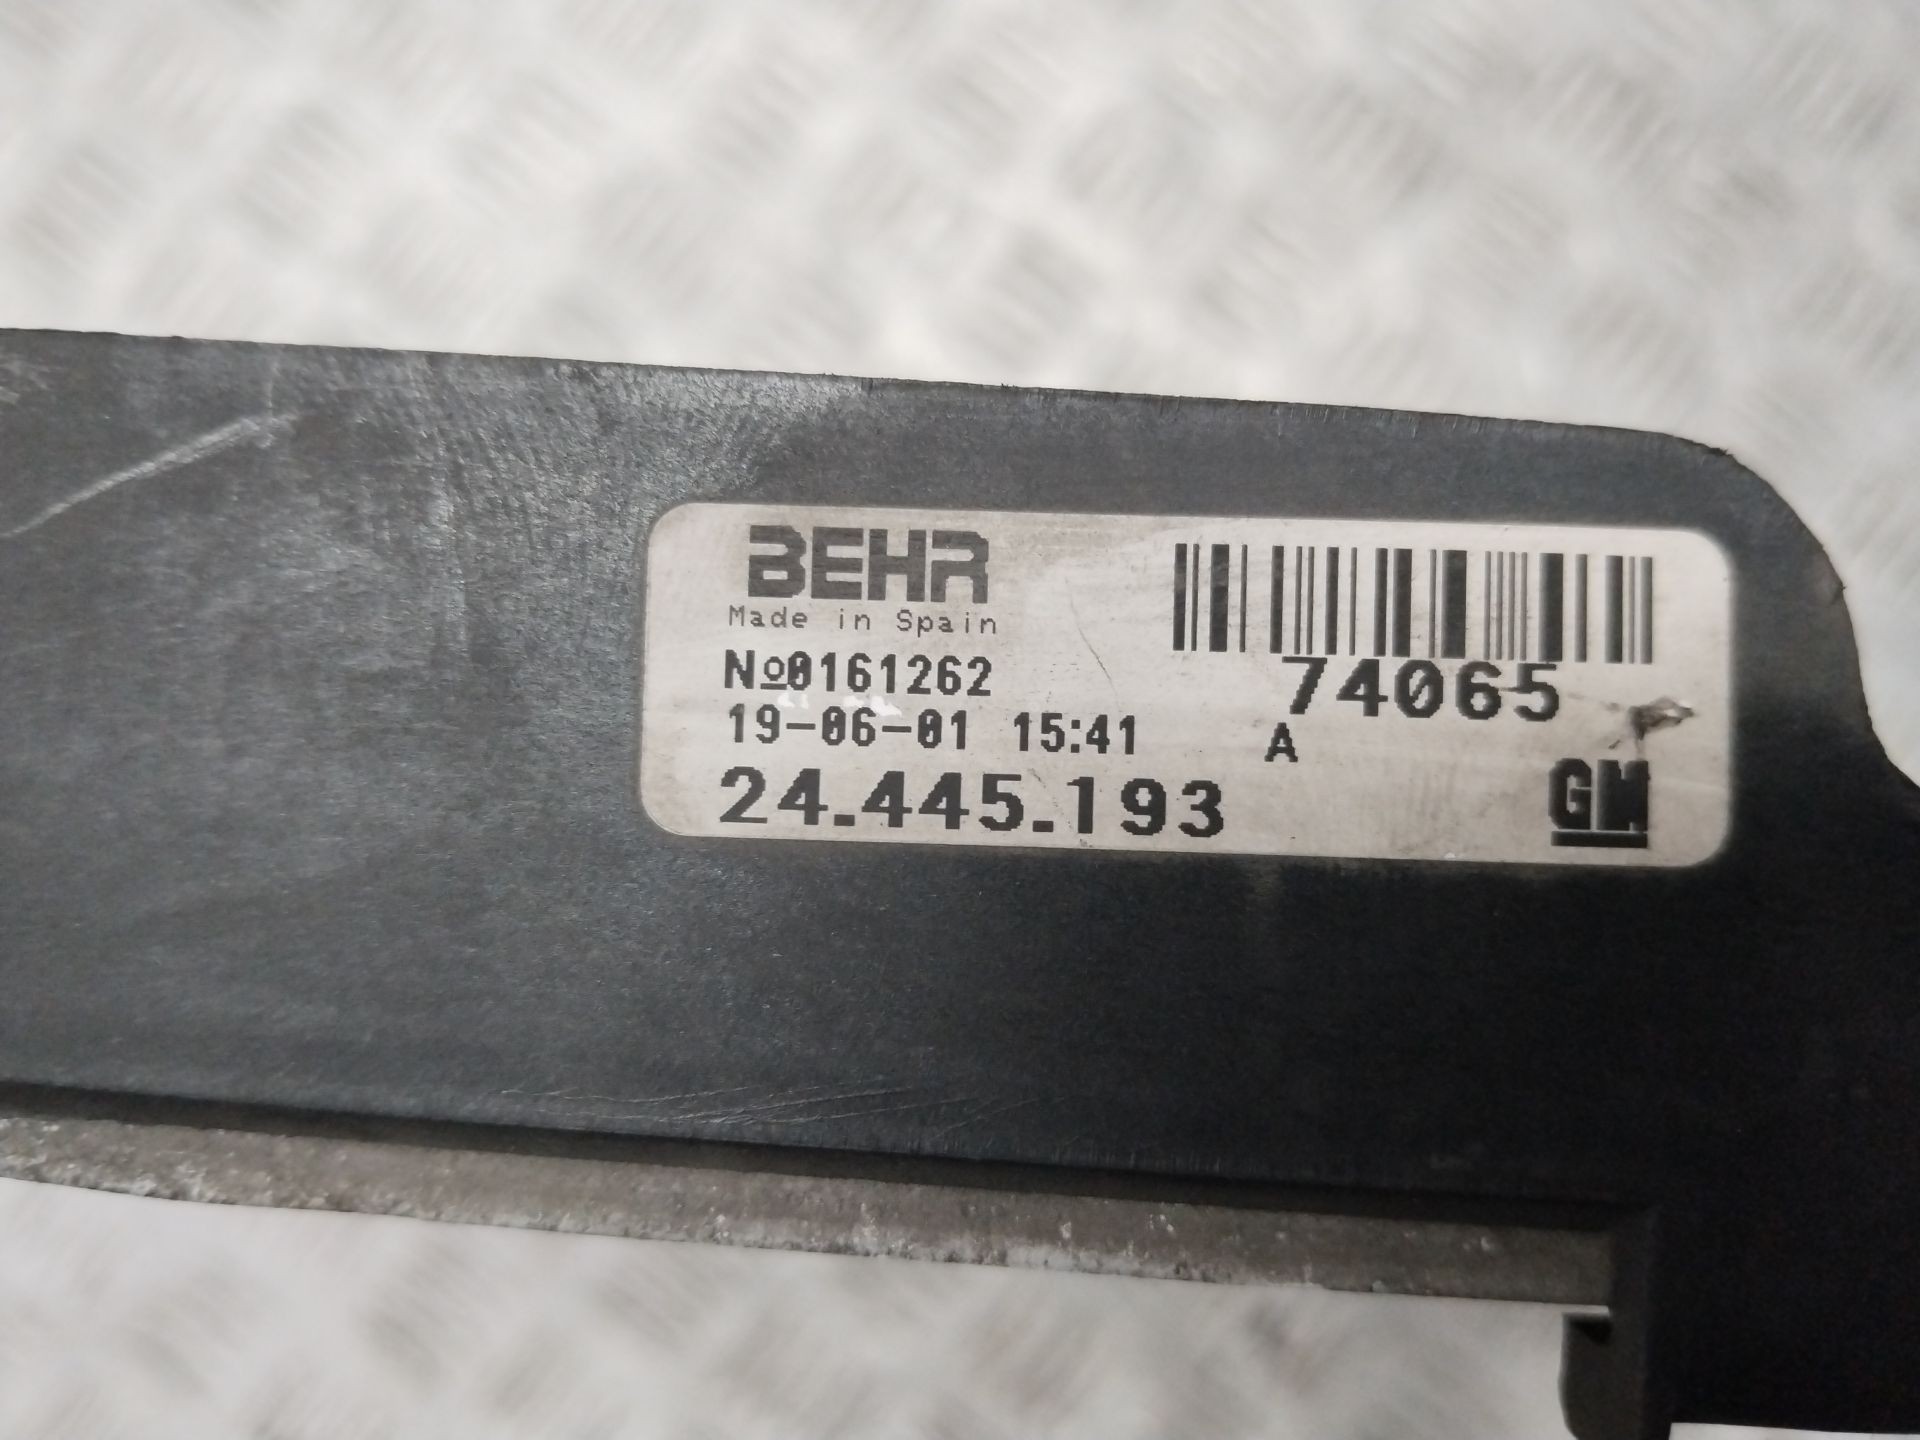 BEHR
Made in Spain
Nº0161262
19-06-01 15:41
24.445.193
74065
A
GM